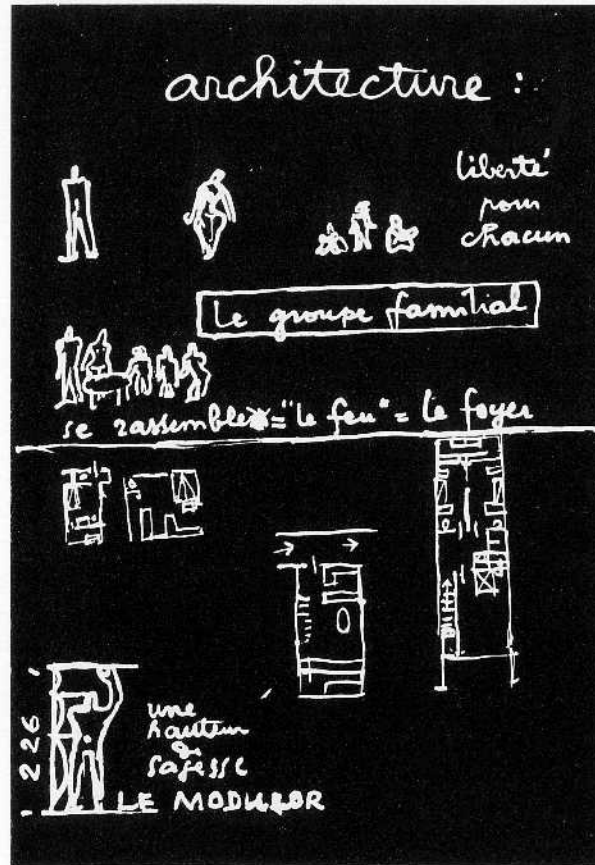 architecture :
liberté
pour
chacun
Le groupe familial
se rassemble = "le feu" = le foyer
226
une
hauteur
de
sagesse
LE MODULOR